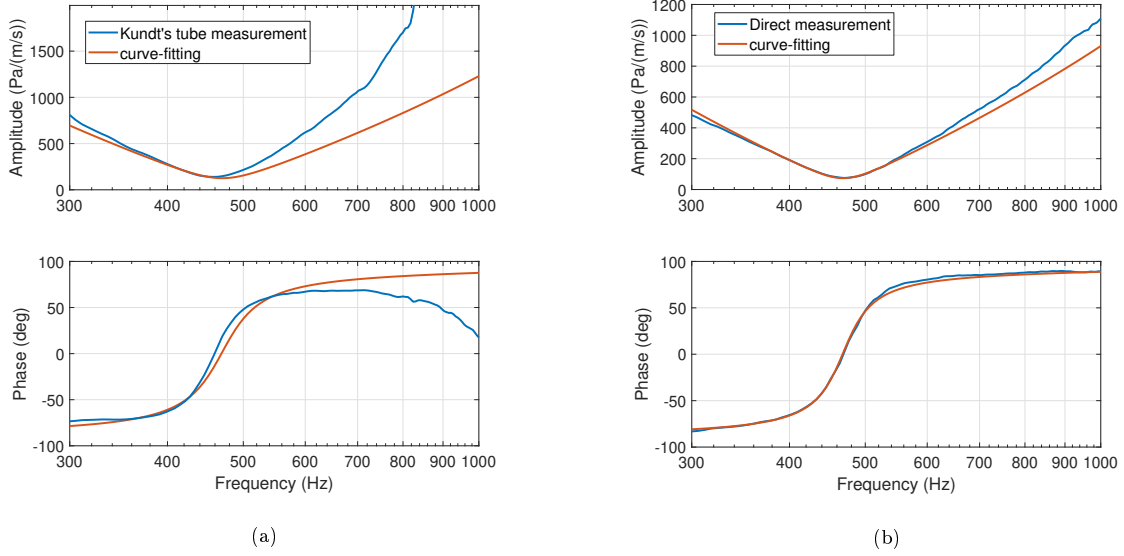 Amplitude (Pa/(m/s))
1500
1000
500
0
Kundt's tube measurement
curve-fitting
300 400 500 600 700 800 900 1000
Phase (deg)
100
50
0
-50
-100
300 400 500 600 700 800 900 1000
Frequency (Hz)
(a)
Amplitude (Pa/(m/s))
1200
1000
800
600
400
200
0
Direct measurement
curve-fitting
300 400 500 600 700 800 900 1000
Phase (deg)
100
50
0
-50
-100
300 400 500 600 700 800 900 1000
Frequency (Hz)
(b)